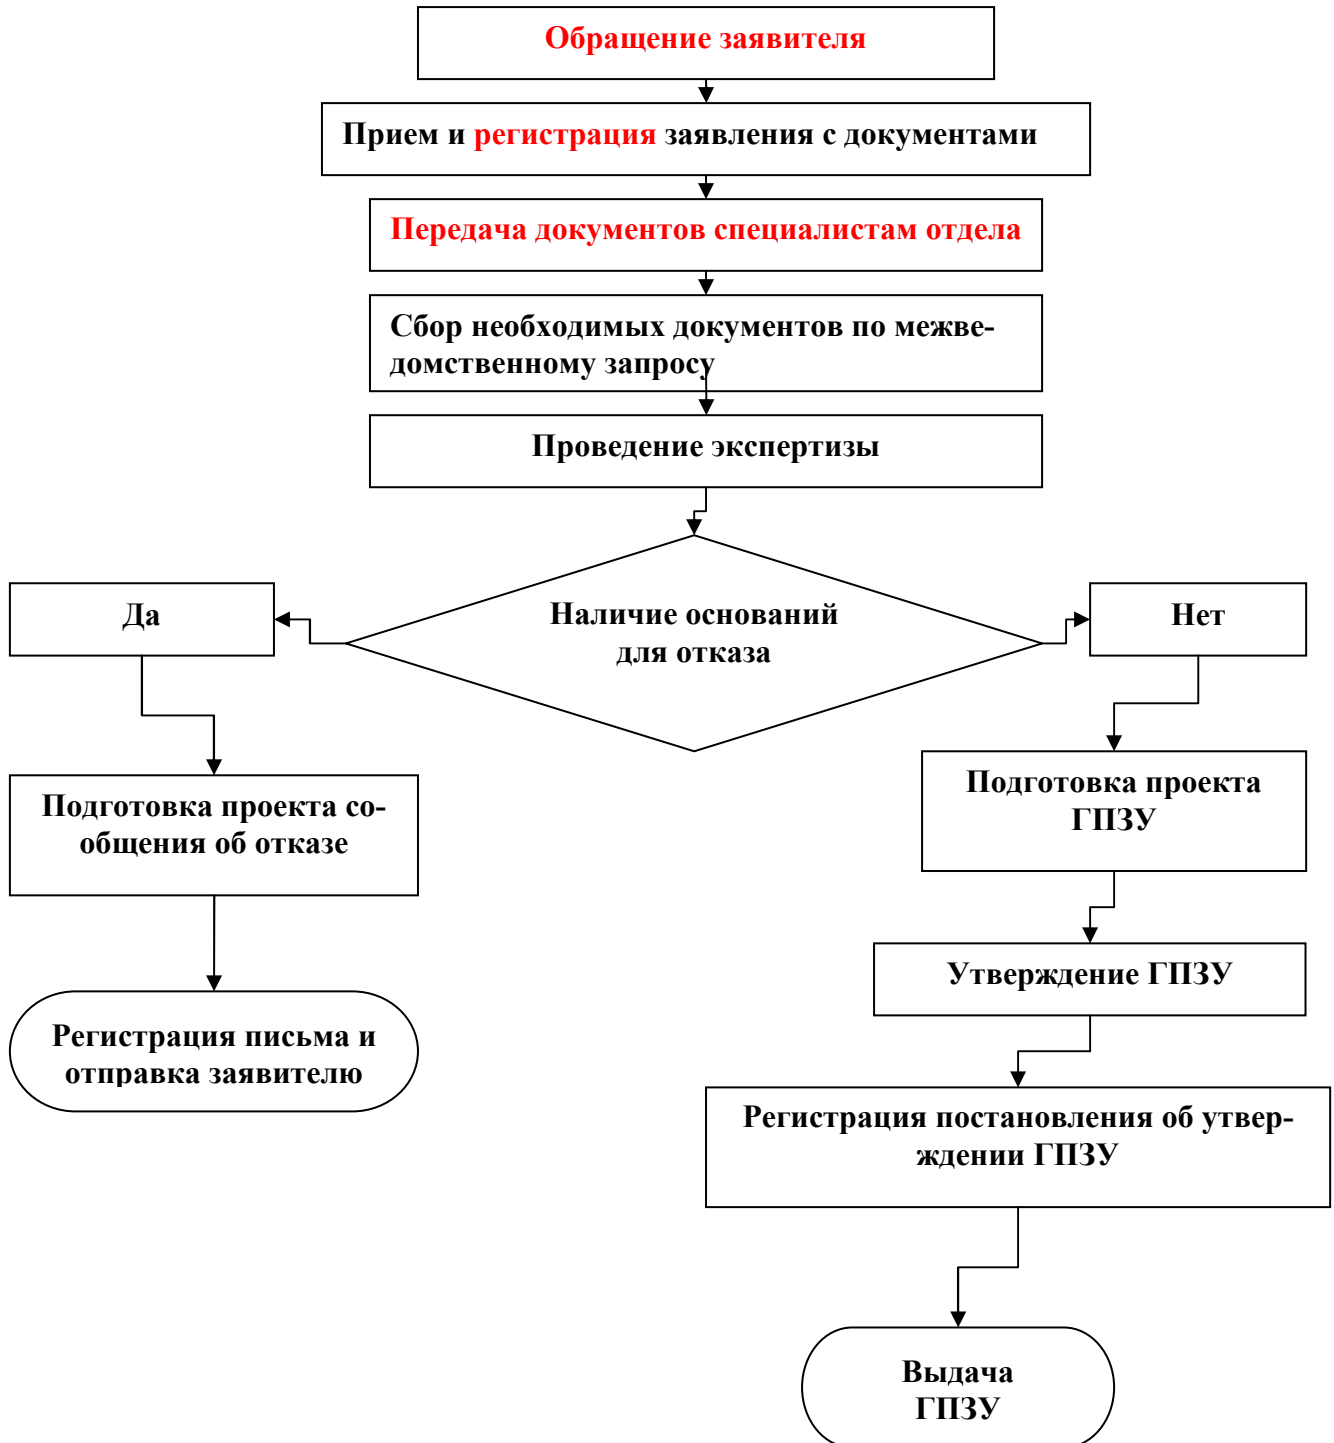 Обращение заявителя
Прием и регистрация заявления с документами
Передача документов специалистам отдела
Сбор необходимых документов по межве-
домственному запросу
Проведение экспертизы
Наличие оснований
для отказа
Да
Нет
Подготовка проекта со-
общения об отказе
Регистрация письма и
отправка заявителю
Подготовка проекта
ГПЗУ
Утверждение ГПЗУ
Регистрация постановления об утвер-
ждении ГПЗУ
Выдача
ГПЗУ